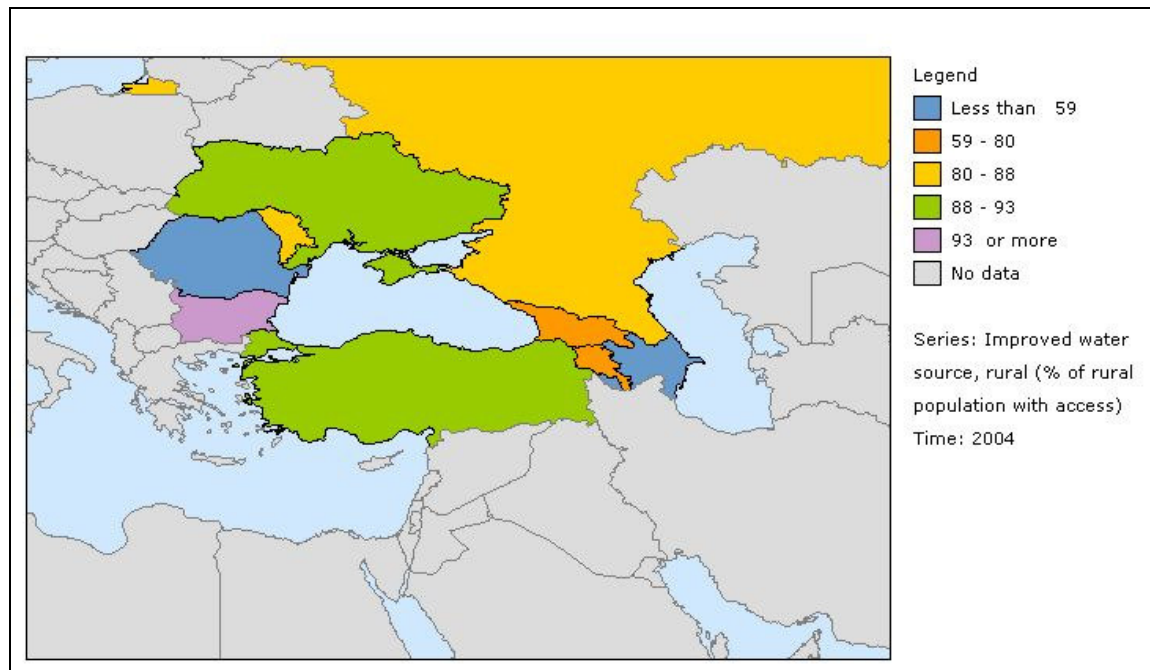 Legend
Less than 59
59 - 80
80 - 88
88 - 93
93 or more
No data
Series: Improved water
source, rural (% of rural
population with access)
Time: 2004